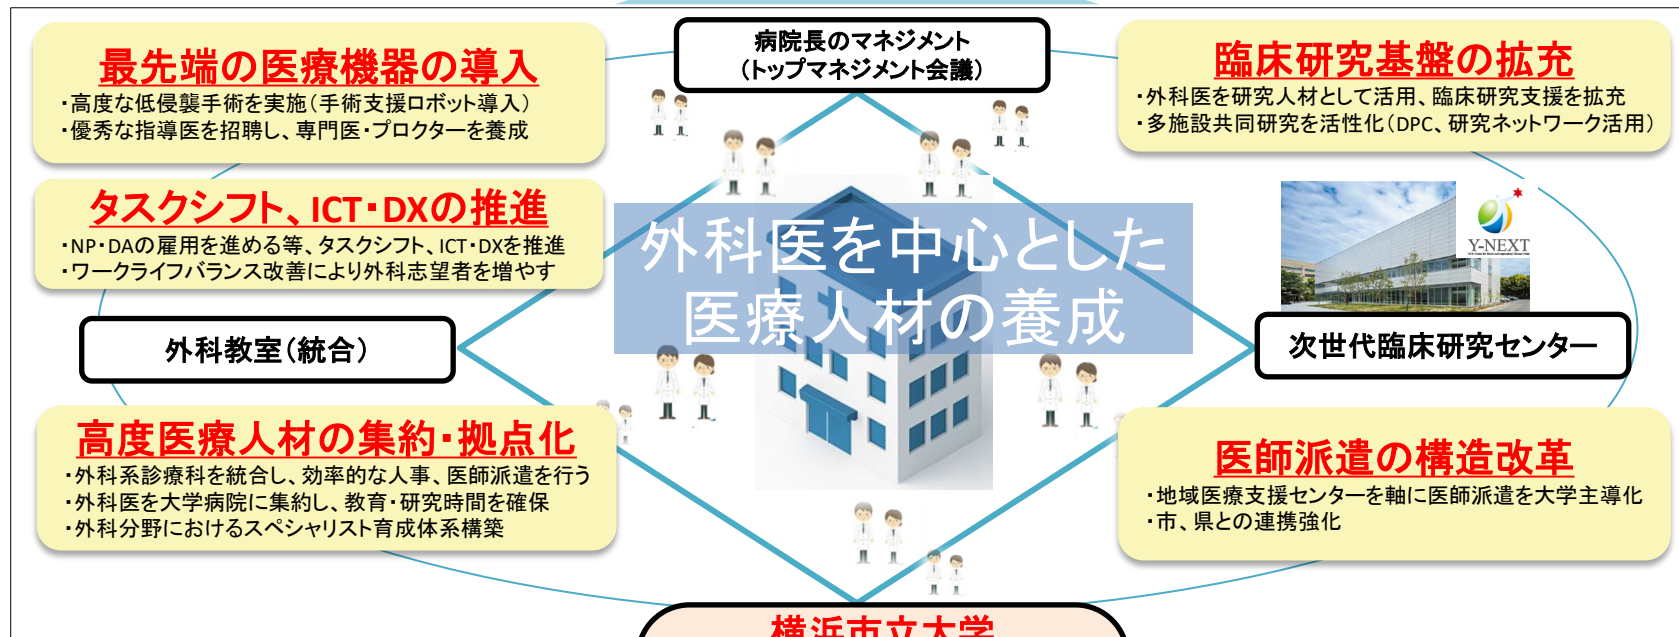 病院長のマネジメント
(トップマネジメント会議)
最先端の医療機器の導入
・高度な低侵襲手術を実施(手術支援ロボット導入)
・優秀な指導医を招聘し、専門医・プロクターを養成
臨床研究基盤の拡充
・外科医を研究人材として活用、臨床研究支援を拡充
・多施設共同研究を活性化(DPC、研究ネットワーク活用)
タスクシフト、ICT・DXの推進
・NP・DAの雇用を進める等、タスクシフト、ICT・DXを推進
・ワークライフバランス改善により外科志望者を増やす
外科医を中心とした
医療人材の養成
Y-NEXT
外科教室(統合)
次世代臨床研究センター
高度医療人材の集約・拠点化
・外科系診療科を統合し、効率的な人事、医師派遣を行う
・外科医を大学病院に集約し、教育・研究時間を確保
・外科分野におけるスペシャリスト育成体系構築
医師派遣の構造改革
・地域医療支援センターを軸に医師派遣を大学主導化
・市、県との連携強化
横浜市立大学